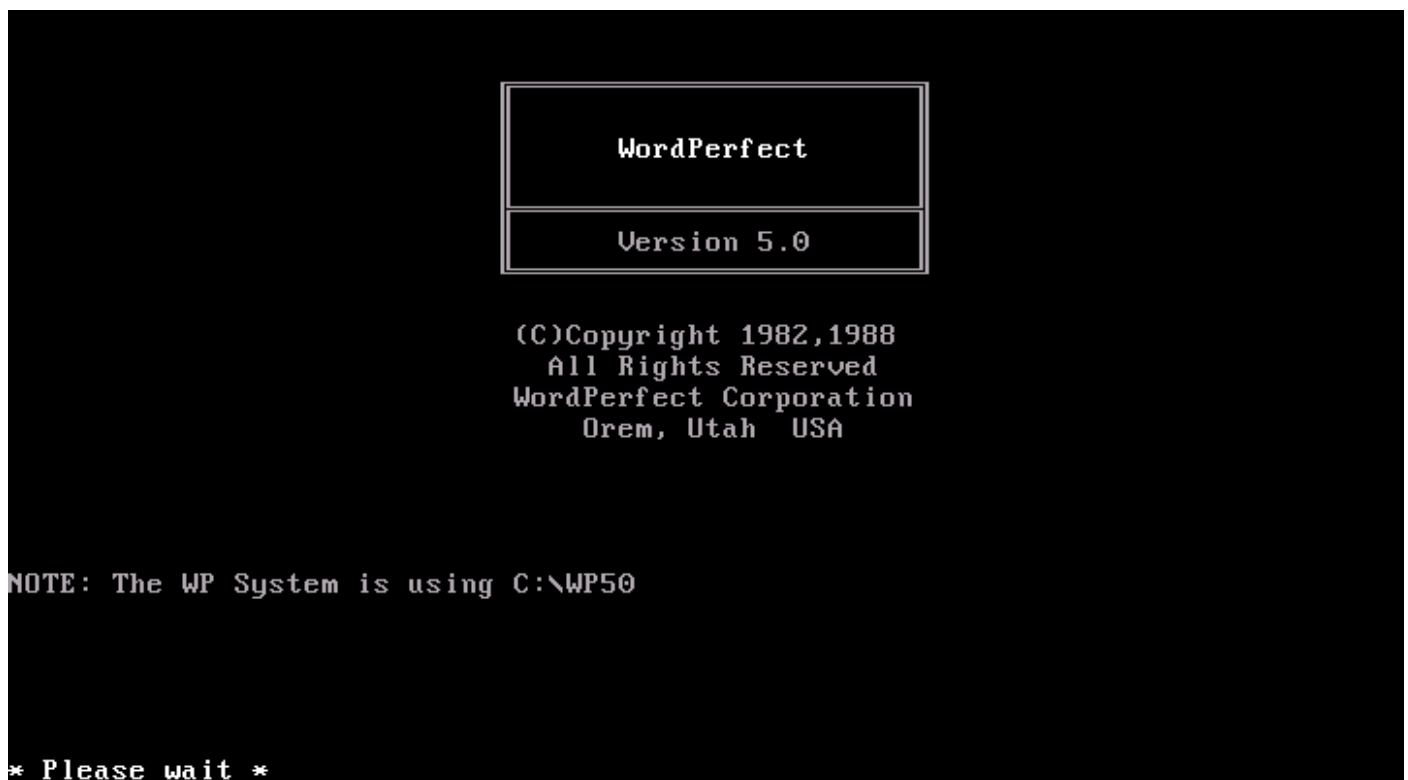 WordPerfect
Version 5.0
(C)Copyright 1982,1988
All Rights Reserved
WordPerfect Corporation
Orem, Utah  USA
NOTE: The WP System is using C:\WP50
* Please wait *